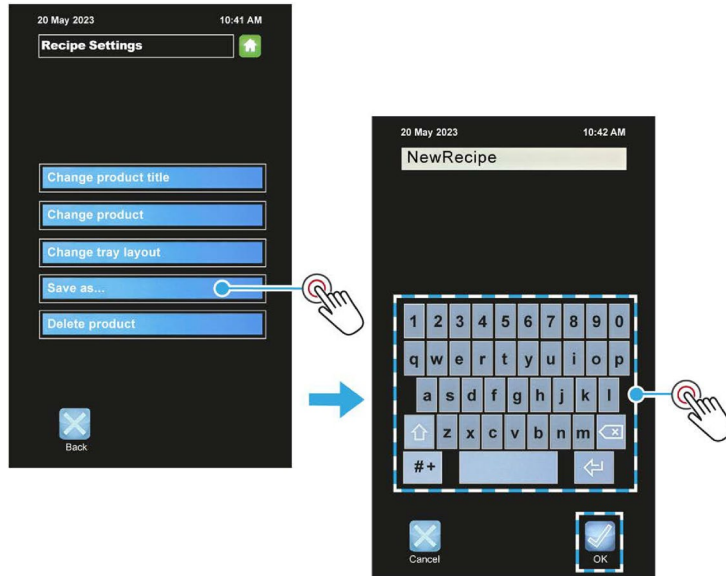 20 May 2023 10:41 AM
Recipe Settings
Change product title
Change product
Change tray layout
Save as...
Delete product
Back
20 May 2023 10:42 AM
NewRecipe
1 2 3 4 5 6 7 8 9 0
q w e r t y u i o p
a s d f g h j k l
z x c v b n m
#+
Cancel OK